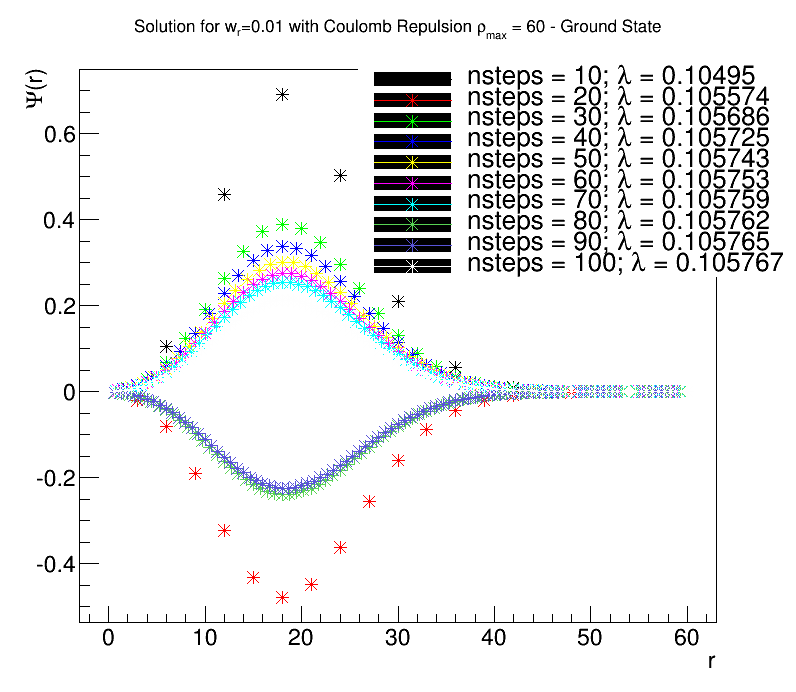 Solution for wr=0.01 with Coulomb Repulsion ρmax = 60 - Ground State
Ψ(r)
nsteps = 10; λ = 0.10495
nsteps = 20; λ = 0.105574
nsteps = 30; λ = 0.105686
nsteps = 40; λ = 0.105725
nsteps = 50; λ = 0.105743
nsteps = 60; λ = 0.105753
nsteps = 70; λ = 0.105759
nsteps = 80; λ = 0.105762
nsteps = 90; λ = 0.105765
nsteps = 100; λ = 0.105767
0.6
0.4
0.2
0
-0.2
-0.4
0 10 20 30 40 50 60
r